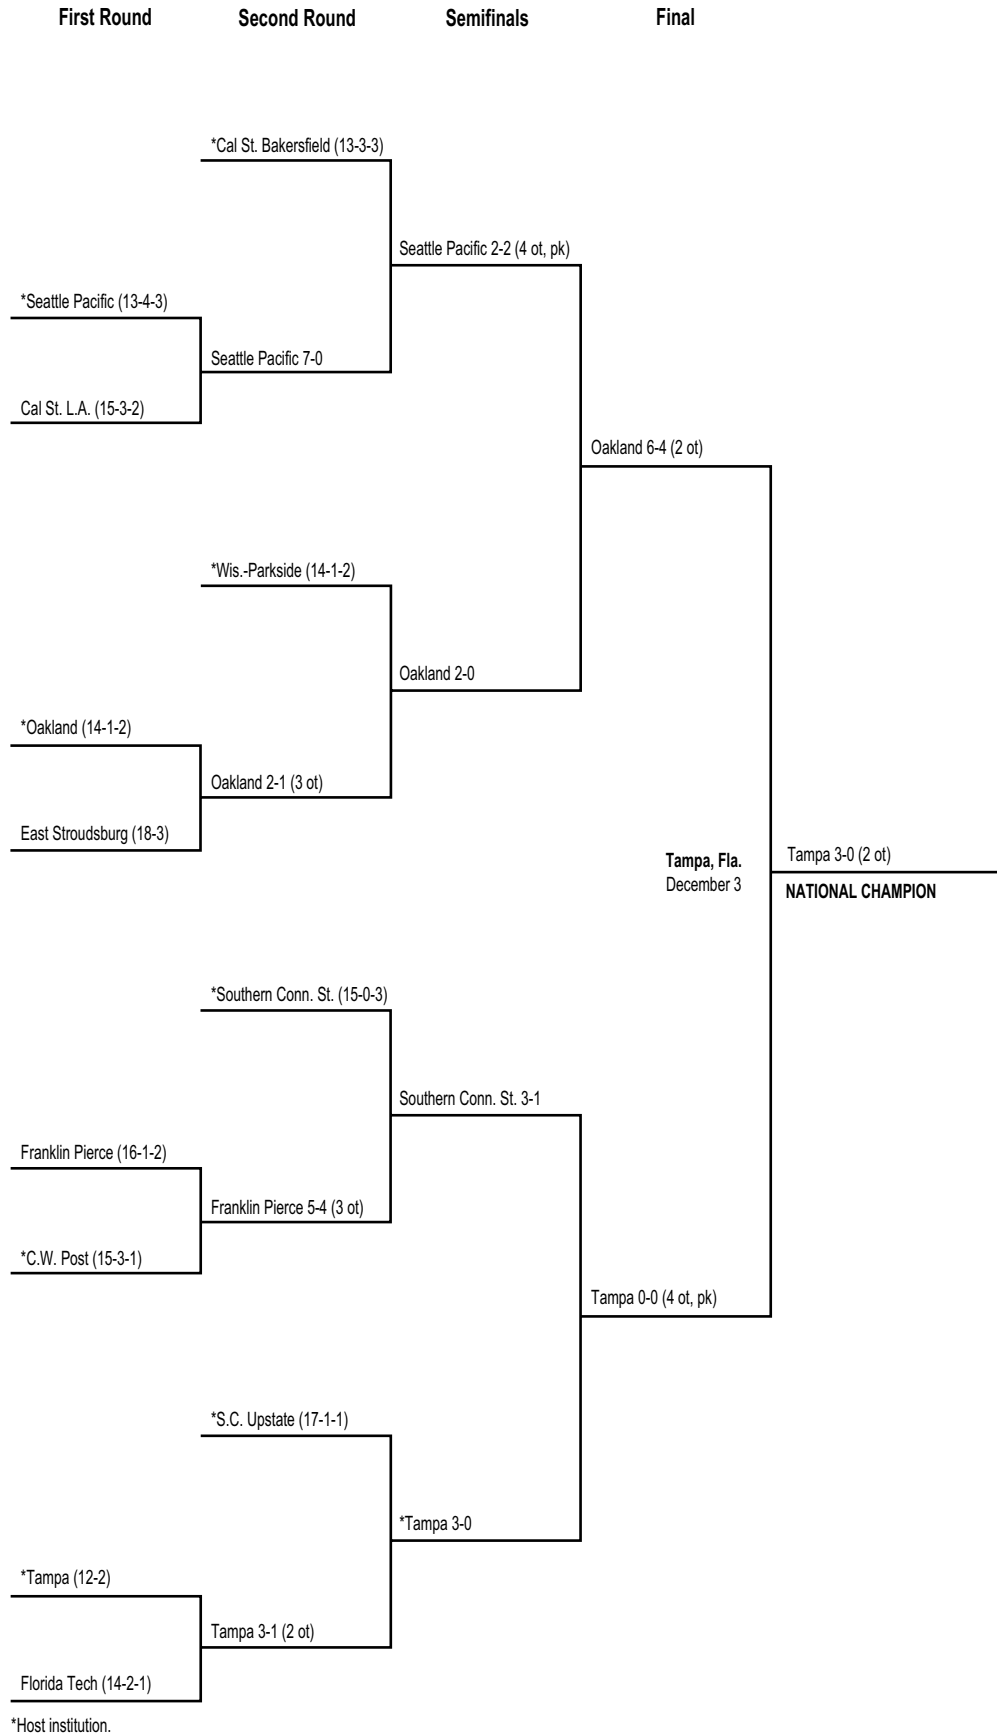 First Round
Second Round
Semifinals
Final
*Cal St. Bakersfield (13-3-3)
Seattle Pacific 2-2 (4 ot, pk)
*Seattle Pacific (13-4-3)
Seattle Pacific 7-0
Cal St. L.A. (15-3-2)
Oakland 6-4 (2 ot)
*Wis.-Parkside (14-1-2)
Oakland 2-0
*Oakland (14-1-2)
Oakland 2-1 (3 ot)
East Stroudsburg (18-3)
Tampa, Fla.
December 3
Tampa 3-0 (2 ot)
NATIONAL CHAMPION
*Southern Conn. St. (15-0-3)
Southern Conn. St. 3-1
Franklin Pierce (16-1-2)
Franklin Pierce 5-4 (3 ot)
*C.W. Post (15-3-1)
Tampa 0-0 (4 ot, pk)
*S.C. Upstate (17-1-1)
*Tampa 3-0
*Tampa (12-2)
Tampa 3-1 (2 ot)
Florida Tech (14-2-1)
*Host institution.